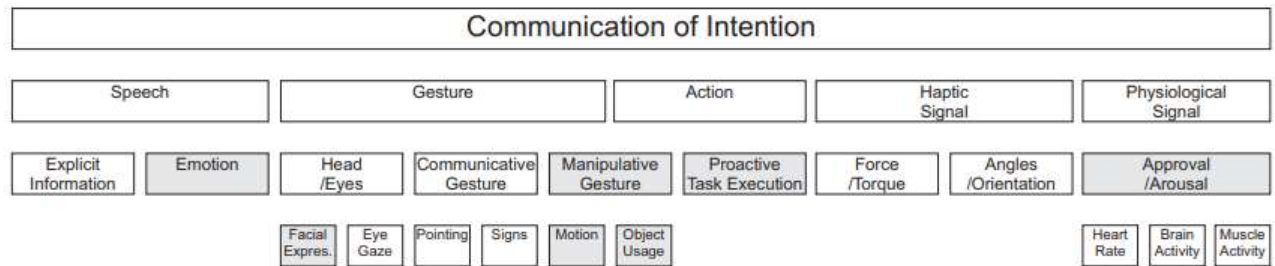 Communication of Intention
Speech
Gesture
Action
Haptic
Signal
Physiological
Signal
Explicit
Information
Emotion
Head
/Eyes
Communicative
Gesture
Manipulative
Gesture
Proactive
Task Execution
Force
/Torque
Angles
/Orientation
Approval
/Arousal
Facial
Expres.
Eye
Gaze
Pointing
Signs
Motion
Object
Usage
Heart
Rate
Brain
Activity
Muscle
Activity